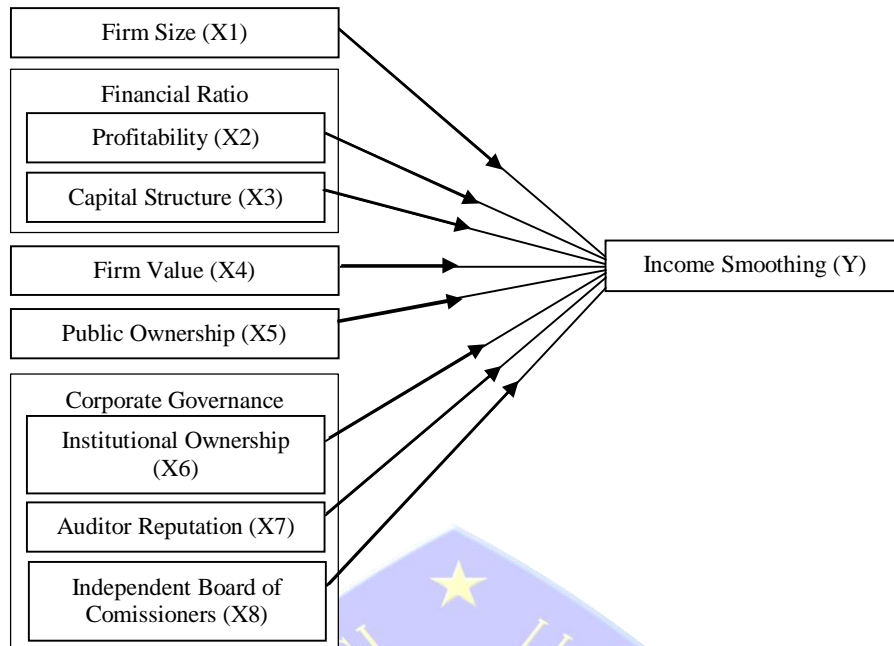 Firm Size (X1)
Financial Ratio
Profitability (X2)
Capital Structure (X3)
Firm Value (X4)
Public Ownership (X5)
Corporate Governance
Institutional Ownership
(X6)
Auditor Reputation (X7)
Independent Board of
Comissioners (X8)
Income Smoothing (Y)